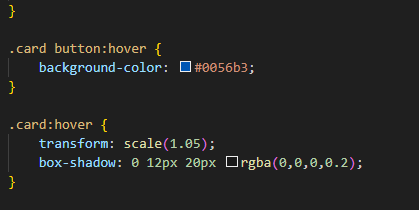 }
.card button:hover {
background-color: #0056b3;
}
.card:hover {
transform: scale(1.05);
box-shadow: 0 12px 20px rgba(0,0,0,0.2);
}